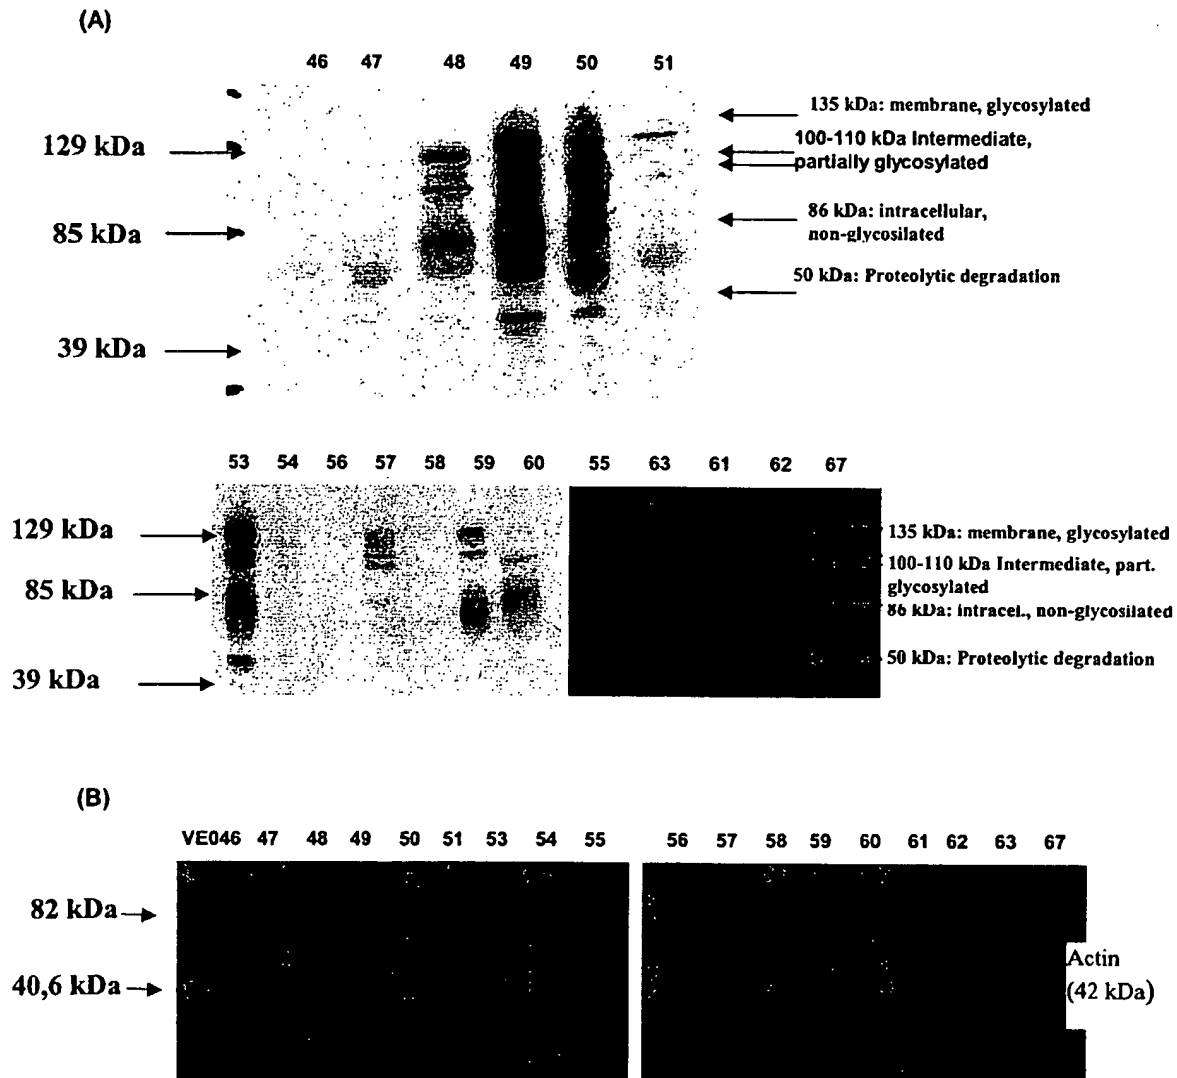 (A)
46 47 48 49 50 51
135 kDa: membrane, glycosylated
129 kDa
100-110 kDa Intermediate,
partially glycosylated
85 kDa
86 kDa: intracellular,
non-glycosilated
50 kDa: Proteolytic degradation
39 kDa
53 54 56 57 58 59 60 55 63 61 62 67
129 kDa
135 kDa: membrane, glycosylated
100-110 kDa Intermediate, part.
glycosylated
85 kDa
86 kDa: intracel., non-glycosilated
50 kDa: Proteolytic degradation
39 kDa
(B)
VE046 47 48 49 50 51 53 54 55 56 57 58 59 60 61 62 63 67
82 kDa
40,6 kDa
Actin
(42 kDa)